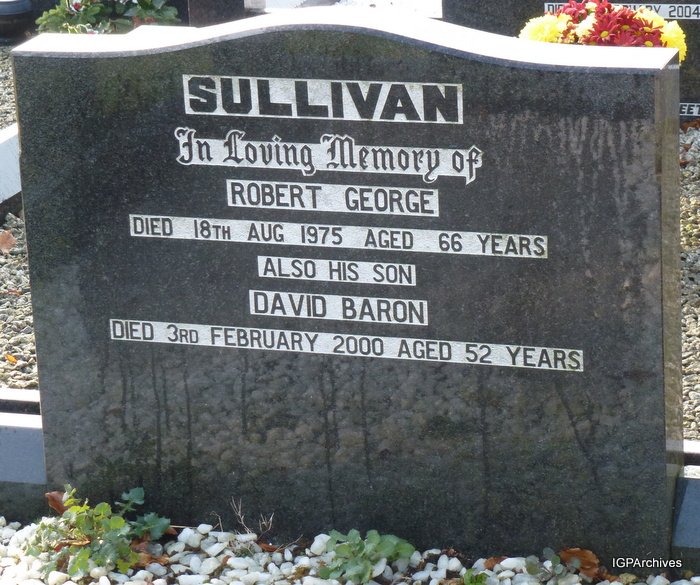 SULLIVAN
In Loving Memory of
ROBERT GEORGE
DIED 18TH AUG 1975 AGED 66 YEARS
ALSO HIS SON
DAVID BARON
DIED 3RD FEBRUARY 2000 AGED 52 YEARS
2004
IGPArchives